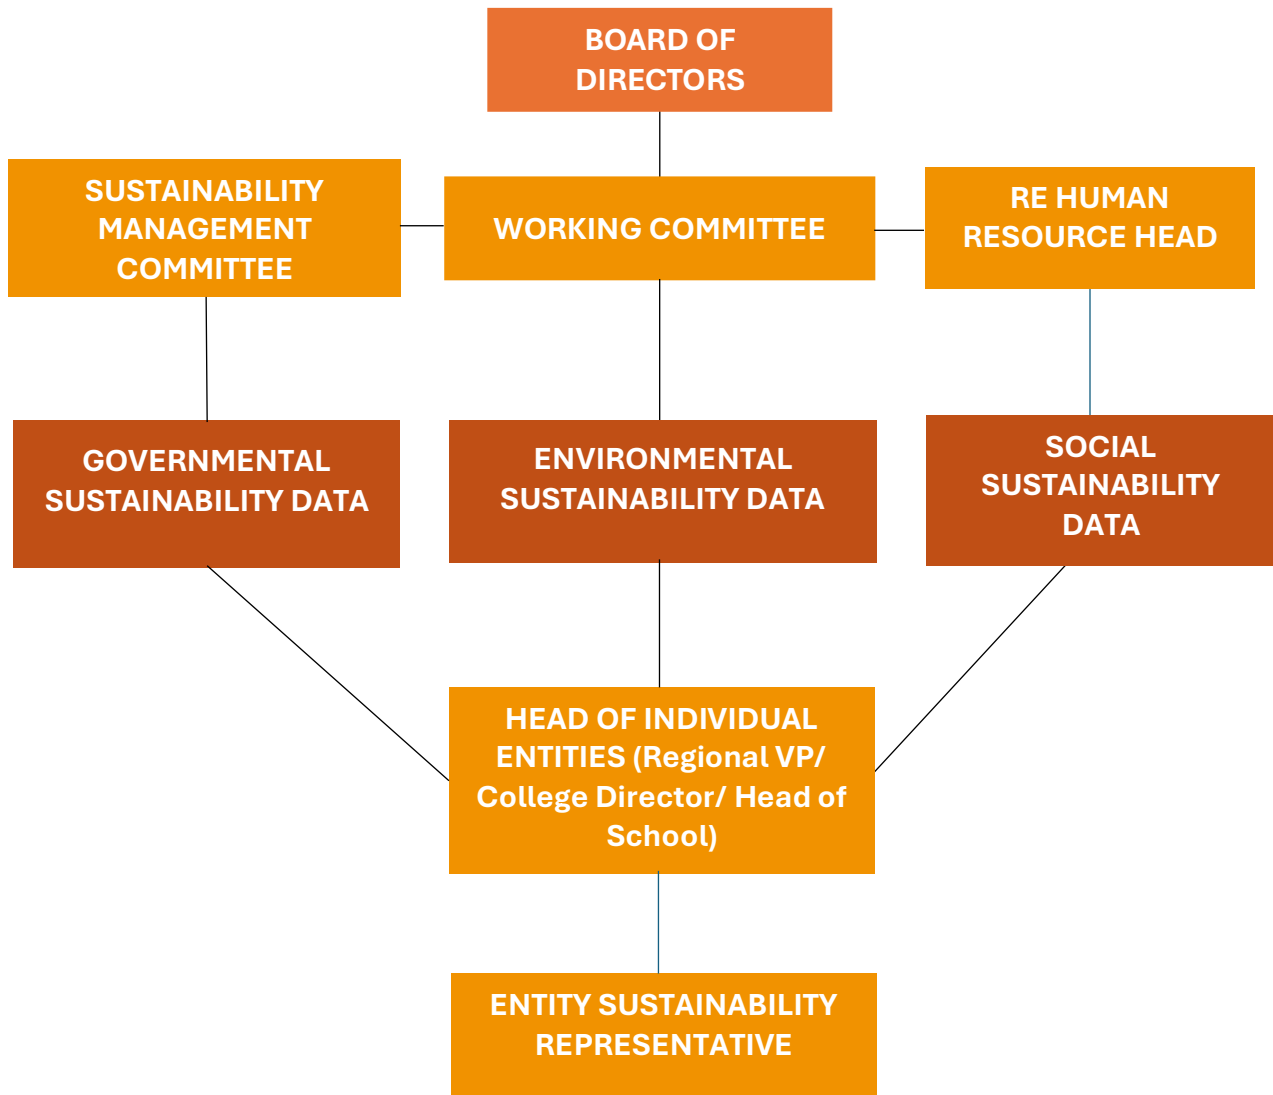 BOARD OF
DIRECTORS
SUSTAINABILITY
MANAGEMENT
COMMITTEE
WORKING COMMITTEE
RE HUMAN
RESOURCE HEAD
GOVERNMENTAL
SUSTAINABILITY DATA
ENVIRONMENTAL
SUSTAINABILITY DATA
SOCIAL
SUSTAINABILITY
DATA
HEAD OF INDIVIDUAL
ENTITIES (Regional VP/
College Director/ Head of
School)
ENTITY SUSTAINABILITY
REPRESENTATIVE